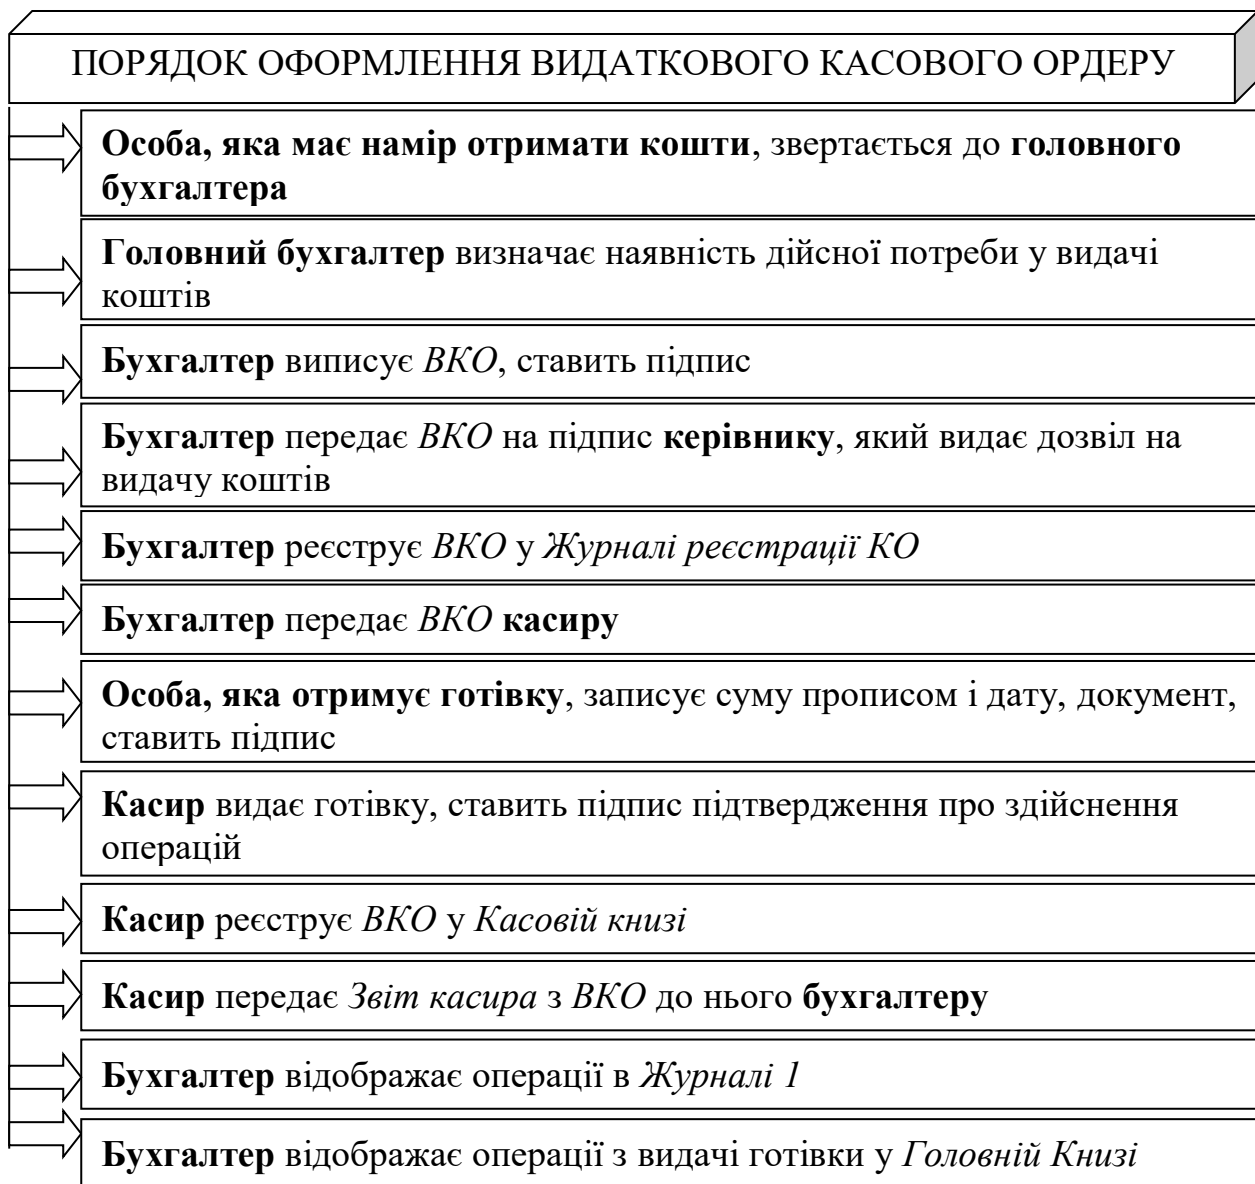 ПОРЯДОК ОФОРМЛЕННЯ ВИДАТКОВОГО КАСОВОГО ОРДЕРУ
Особа, яка має намір отримати кошти, звертається до головного
бухгалтера
Головний бухгалтер визначає наявність дійсної потреби у видачі
коштів
Бухгалтер виписує ВКО, ставить підпис
Бухгалтер передає ВКО на підпис керівнику, який видає дозвіл на
видачу коштів
Бухгалтер реєструє ВКО у Журналі реєстрації КО
Бухгалтер передає ВКО касиру
Особа, яка отримує готівку, записує суму прописом і дату, документ,
ставить підпис
Касир видає готівку, ставить підпис підтвердження про здійснення
операцій
Касир реєструє ВКО у Касовій книзі
Касир передає Звіт касира з ВКО до нього бухгалтеру
Бухгалтер відображає операції в Журналі 1
Бухгалтер відображає операції з видачі готівки у Головній Книзі